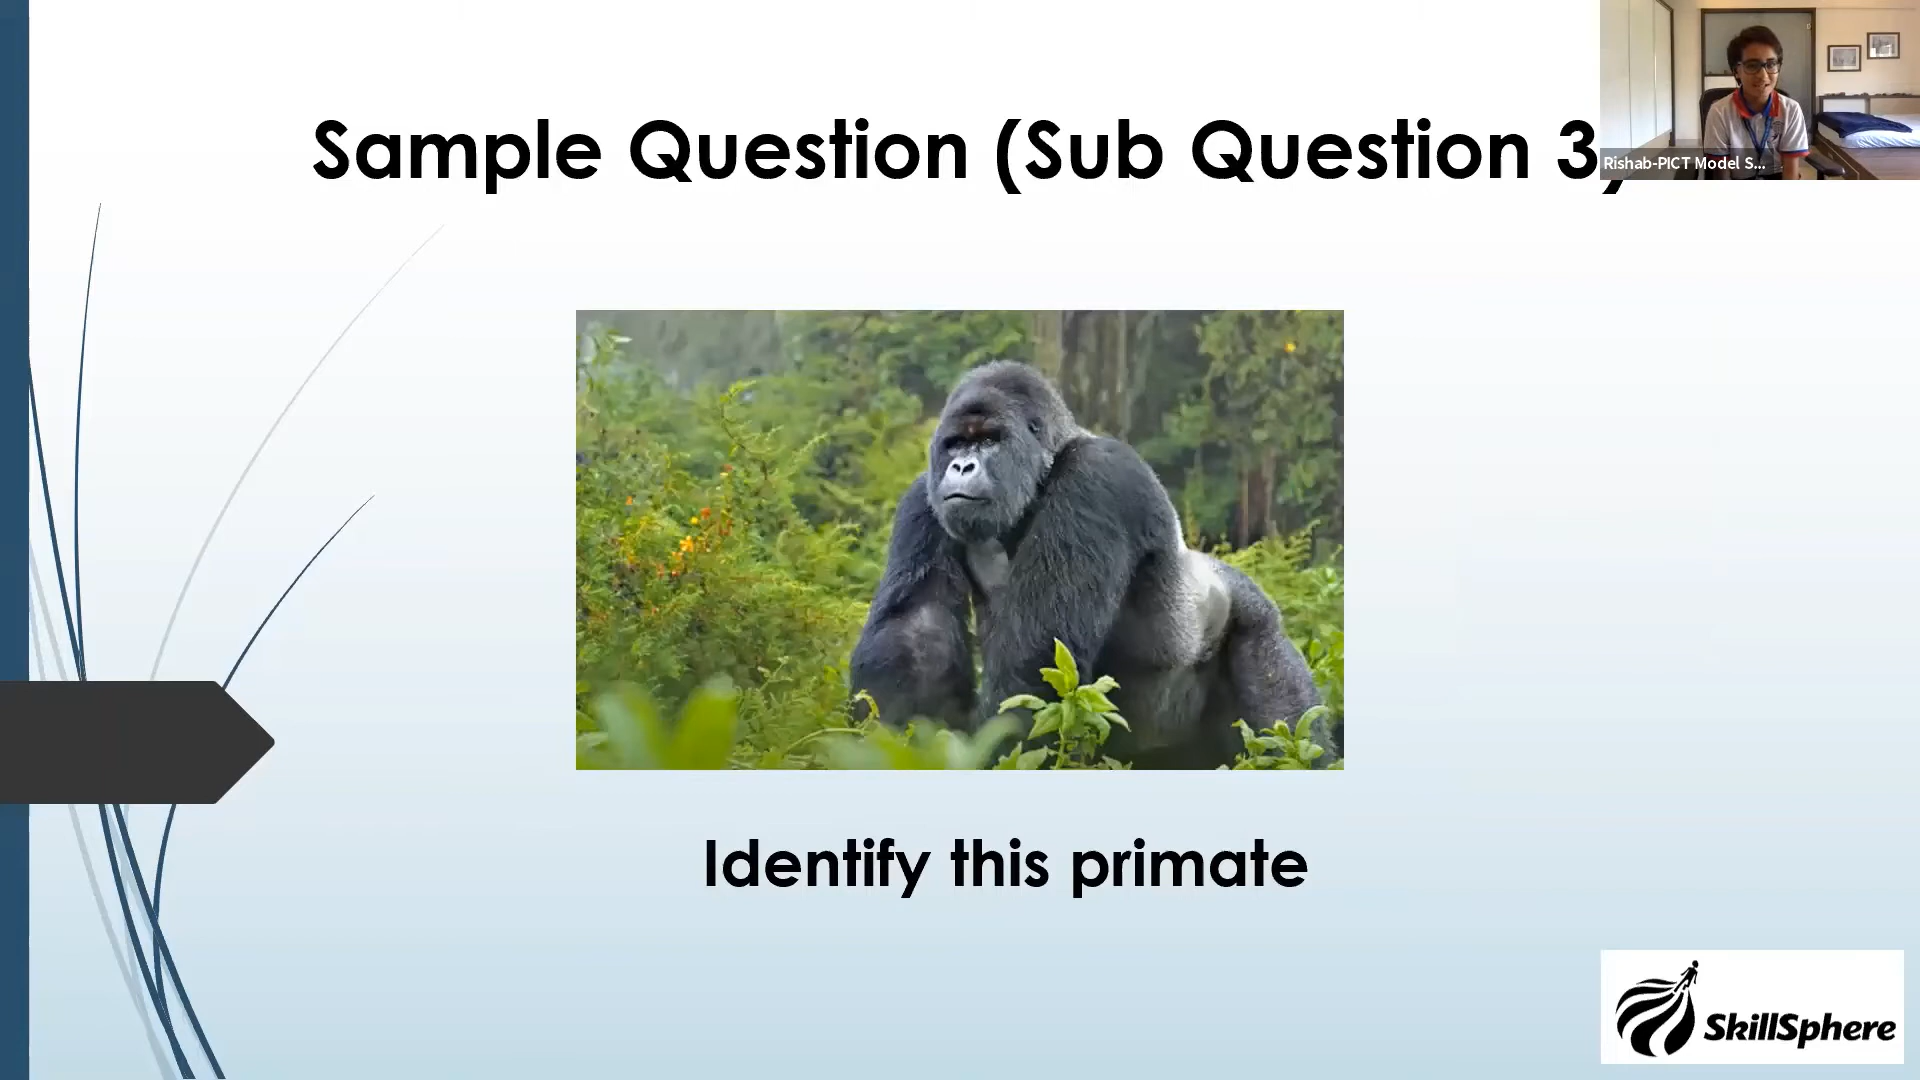 Sample Question (Sub Question 3)
Rishab-PICT Model S...
Identify this primate
SkillSphere